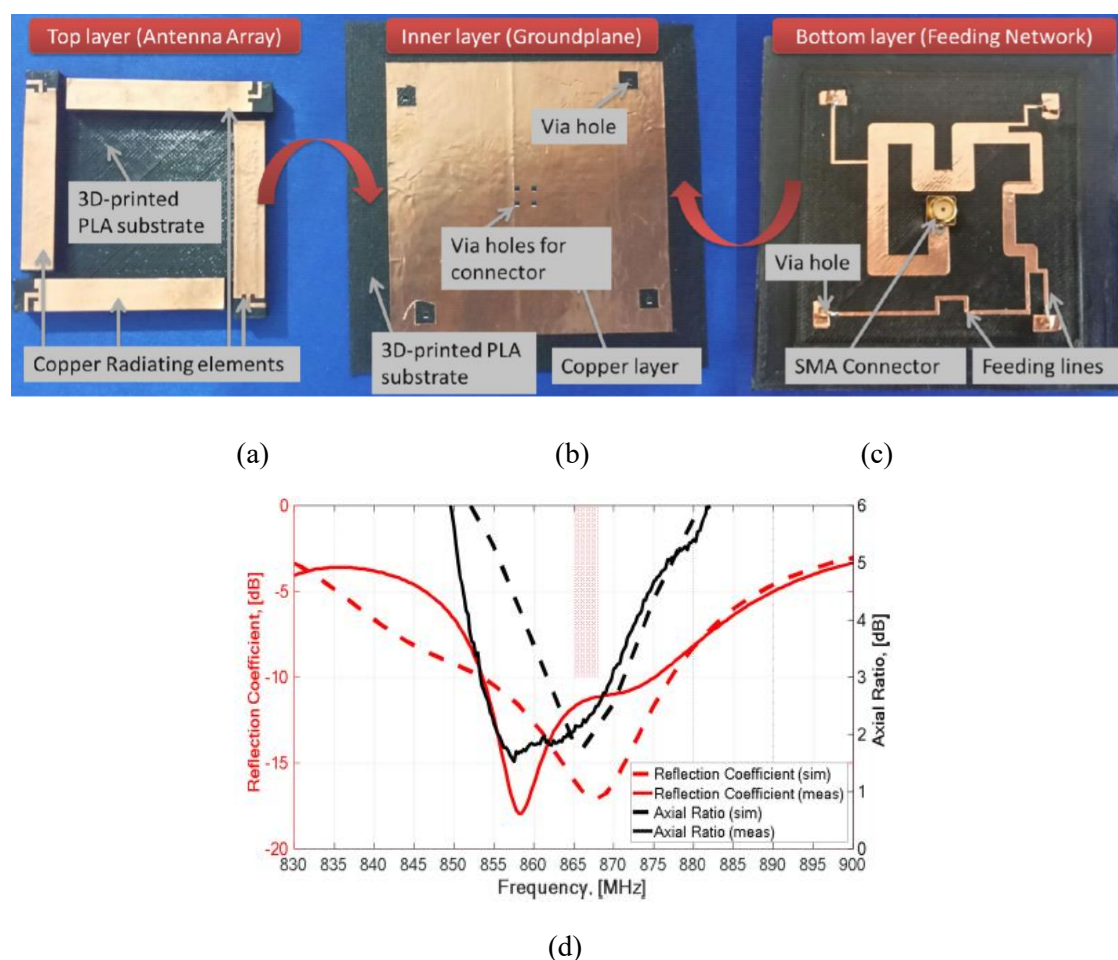 Top layer (Antenna Array)
Inner layer (Groundplane)
Bottom layer (Feeding Network)
3D-printed
PLA substrate
Copper Radiating elements
Via hole
Via holes for
connector
3D-printed PLA
substrate
Copper layer
Via hole
SMA Connector
Feeding lines
(a)
(b)
(c)
0
-5
-10
-15
-20
Reflection Coefficient, [dB]
6
5
4
3
2
1
0
Axial Ratio, [dB]
Reflection Coefficient (sim)
Reflection Coefficient (meas)
Axial Ratio (sim)
Axial Ratio (meas)
830 840 850 855 860 865 870 875 880 885 890 895 900
Frequency, [MHz]
(d)